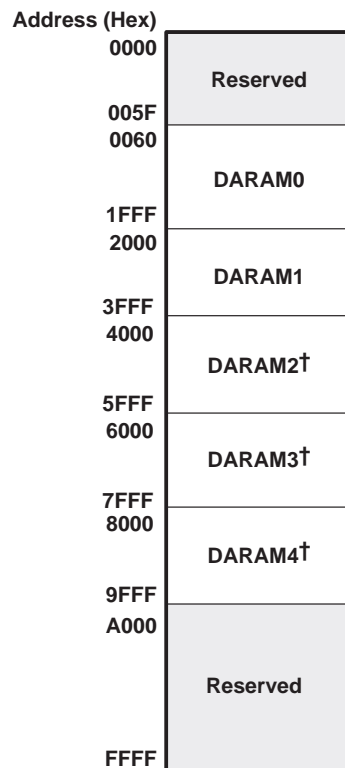 Address (Hex)
0000
Reserved
005F
0060
DARAM0
1FFF
2000
DARAM1
3FFF
4000
DARAM2†
5FFF
6000
DARAM3†
7FFF
8000
DARAM4†
9FFF
A000
Reserved
FFFF